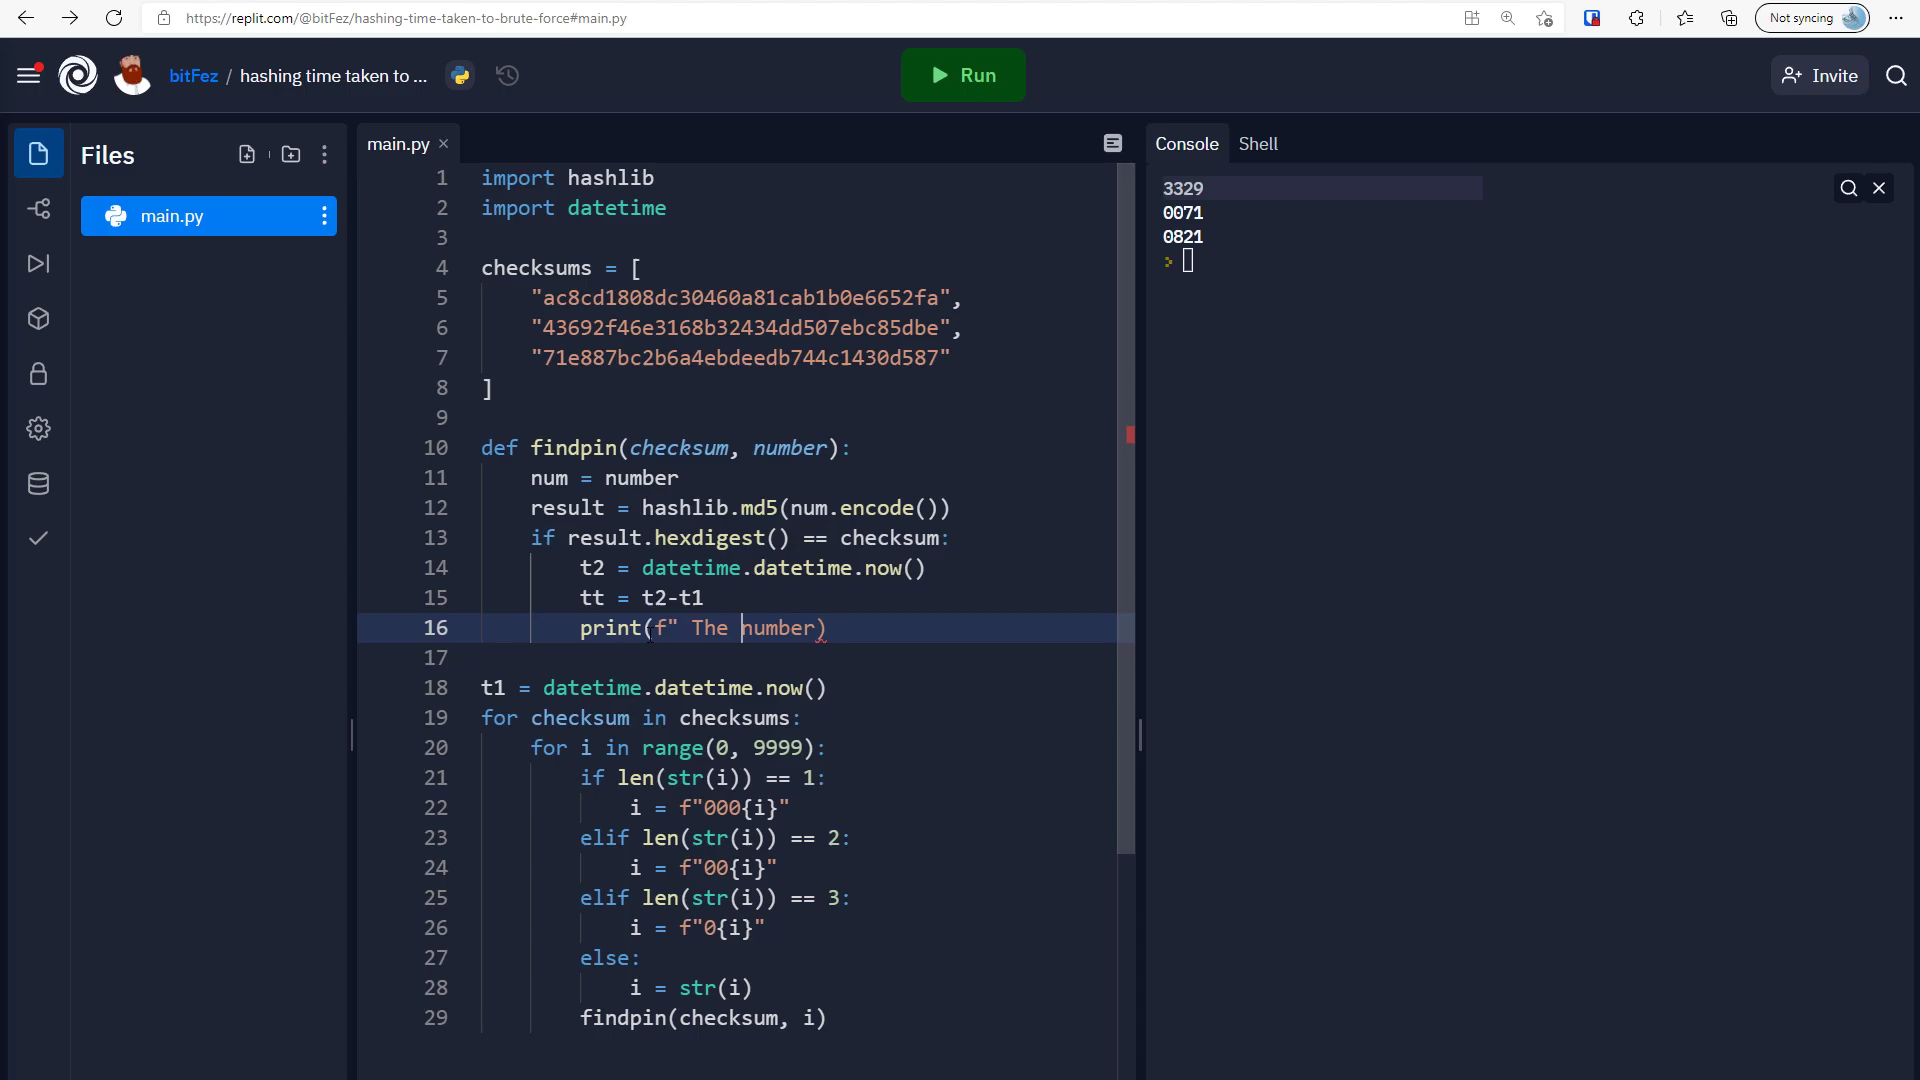 https://replit.com/@bitFez/hashing-time-taken-to-brute-force#main.py
Not syncing
bitFez / hashing time taken to ...
Run
Invite
Files
main.py
main.py
Console
Shell
1 import hashlib
2 import datetime
3
4 checksums = [
5 "ac8cd1808dc30460a81cab1b0e6652fa",
6 "43692f46e3168b32434dd507ebc85dbe",
7 "71e887bc2b6a4ebdeedb744c1430d587"
8 ]
9
10 def findpin(checksum, number):
11 num = number
12 result = hashlib.md5(num.encode())
13 if result.hexdigest() == checksum:
14 t2 = datetime.datetime.now()
15 tt = t2-t1
16 print(f" The number)
17
18 t1 = datetime.datetime.now()
19 for checksum in checksums:
20 for i in range(0, 9999):
21 if len(str(i)) == 1:
22 i = f"000{i}"
23 elif len(str(i)) == 2:
24 i = f"00{i}"
25 elif len(str(i)) == 3:
26 i = f"0{i}"
27 else:
28 i = str(i)
29 findpin(checksum, i)
3329
0071
0821
>